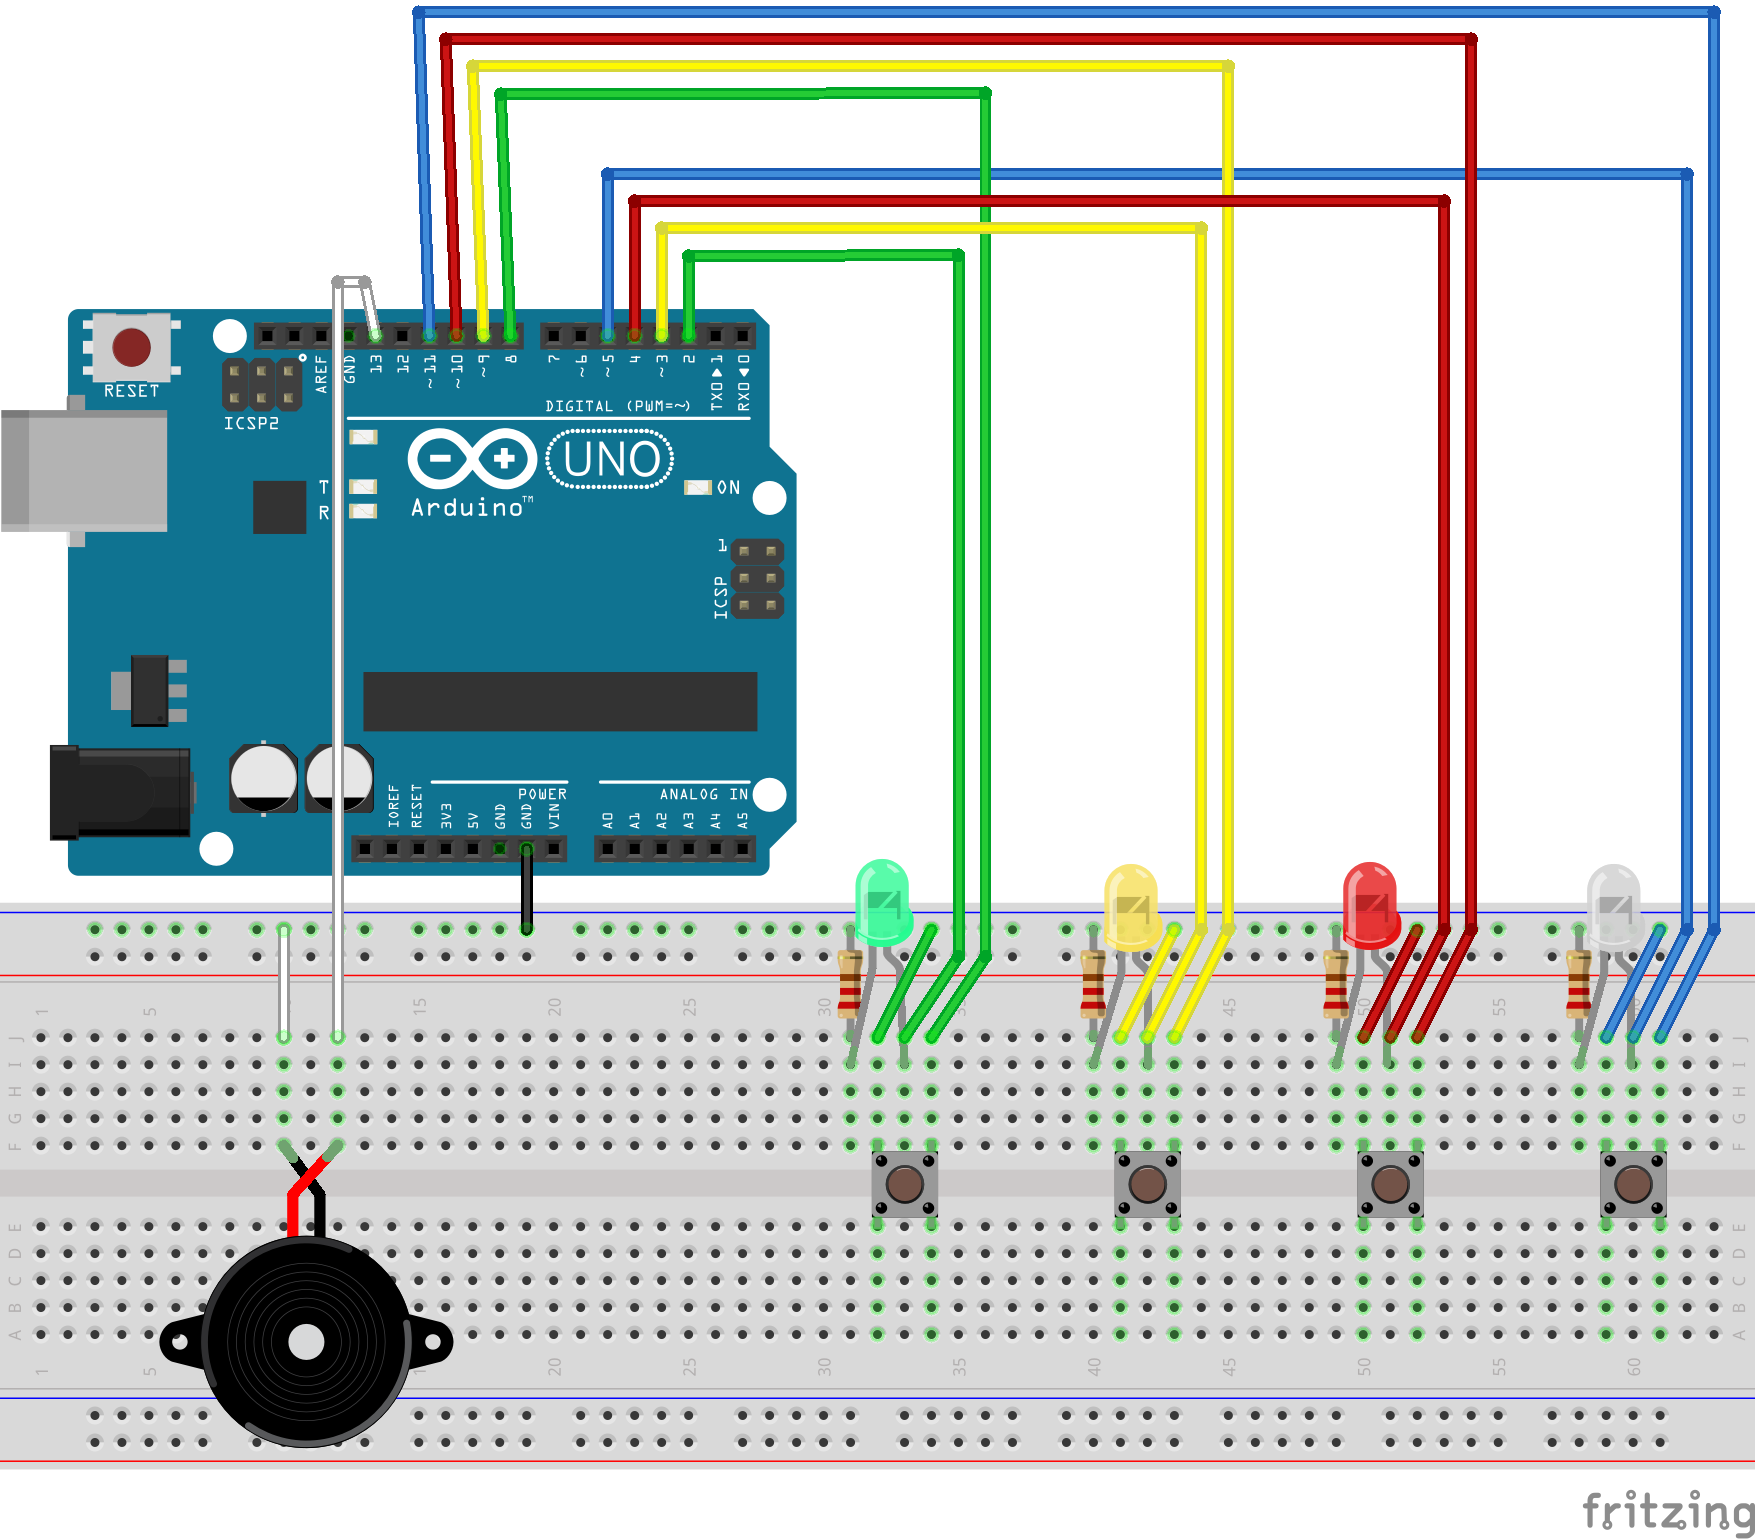 RESET
ICSP2
AREF
GND
13
12
~11
~10
~9
8
7
~6
~5
4
~3
2
TX0▶1
RX0◀0
DIGITAL (PWM=~)
T
R
Arduino™
UNO
ON
1
ICSP
IOREF
RESET
3V3
5V
GND
GND
VIN
POWER
A0
A1
A2
A3
A4
A5
ANALOG IN
1
5
15
20
25
30
40
45
50
55
J
I
H
G
F
J
I
H
G
F
E
D
C
B
A
E
D
C
B
A
1
5
20
25
30
35
40
45
50
55
60
fritzing